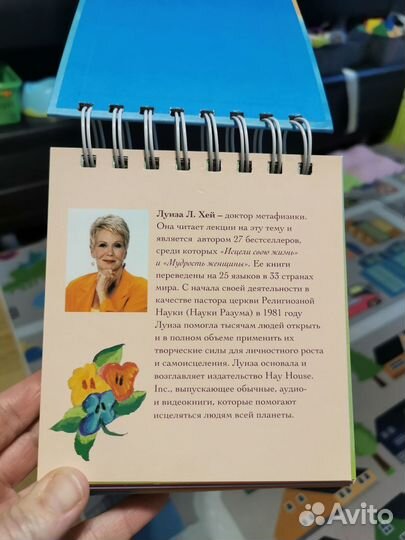 Луиза Л. Хей – доктор метафизики.
Она читает лекции на эту тему и
является автором 27 бестселлеров,
среди которых «Исцели свою жизнь»
и «Мудрость женщины». Ее книги
переведены на 25 языков в 33 странах
мира. С начала своей деятельности в
качестве пастора церкви Религиозной
Науки (Науки Разума) в 1981 году
Луиза помогла тысячам людей открыть
и в полном объеме применить их
творческие силы для личностного роста
и самоисцеления. Луиза основала и
возглавляет издательство Hay House.
Inc., выпускающее обычные, аудио-
и видеокниги, которые помогают
исцеляться людям всей планеты.
Avito